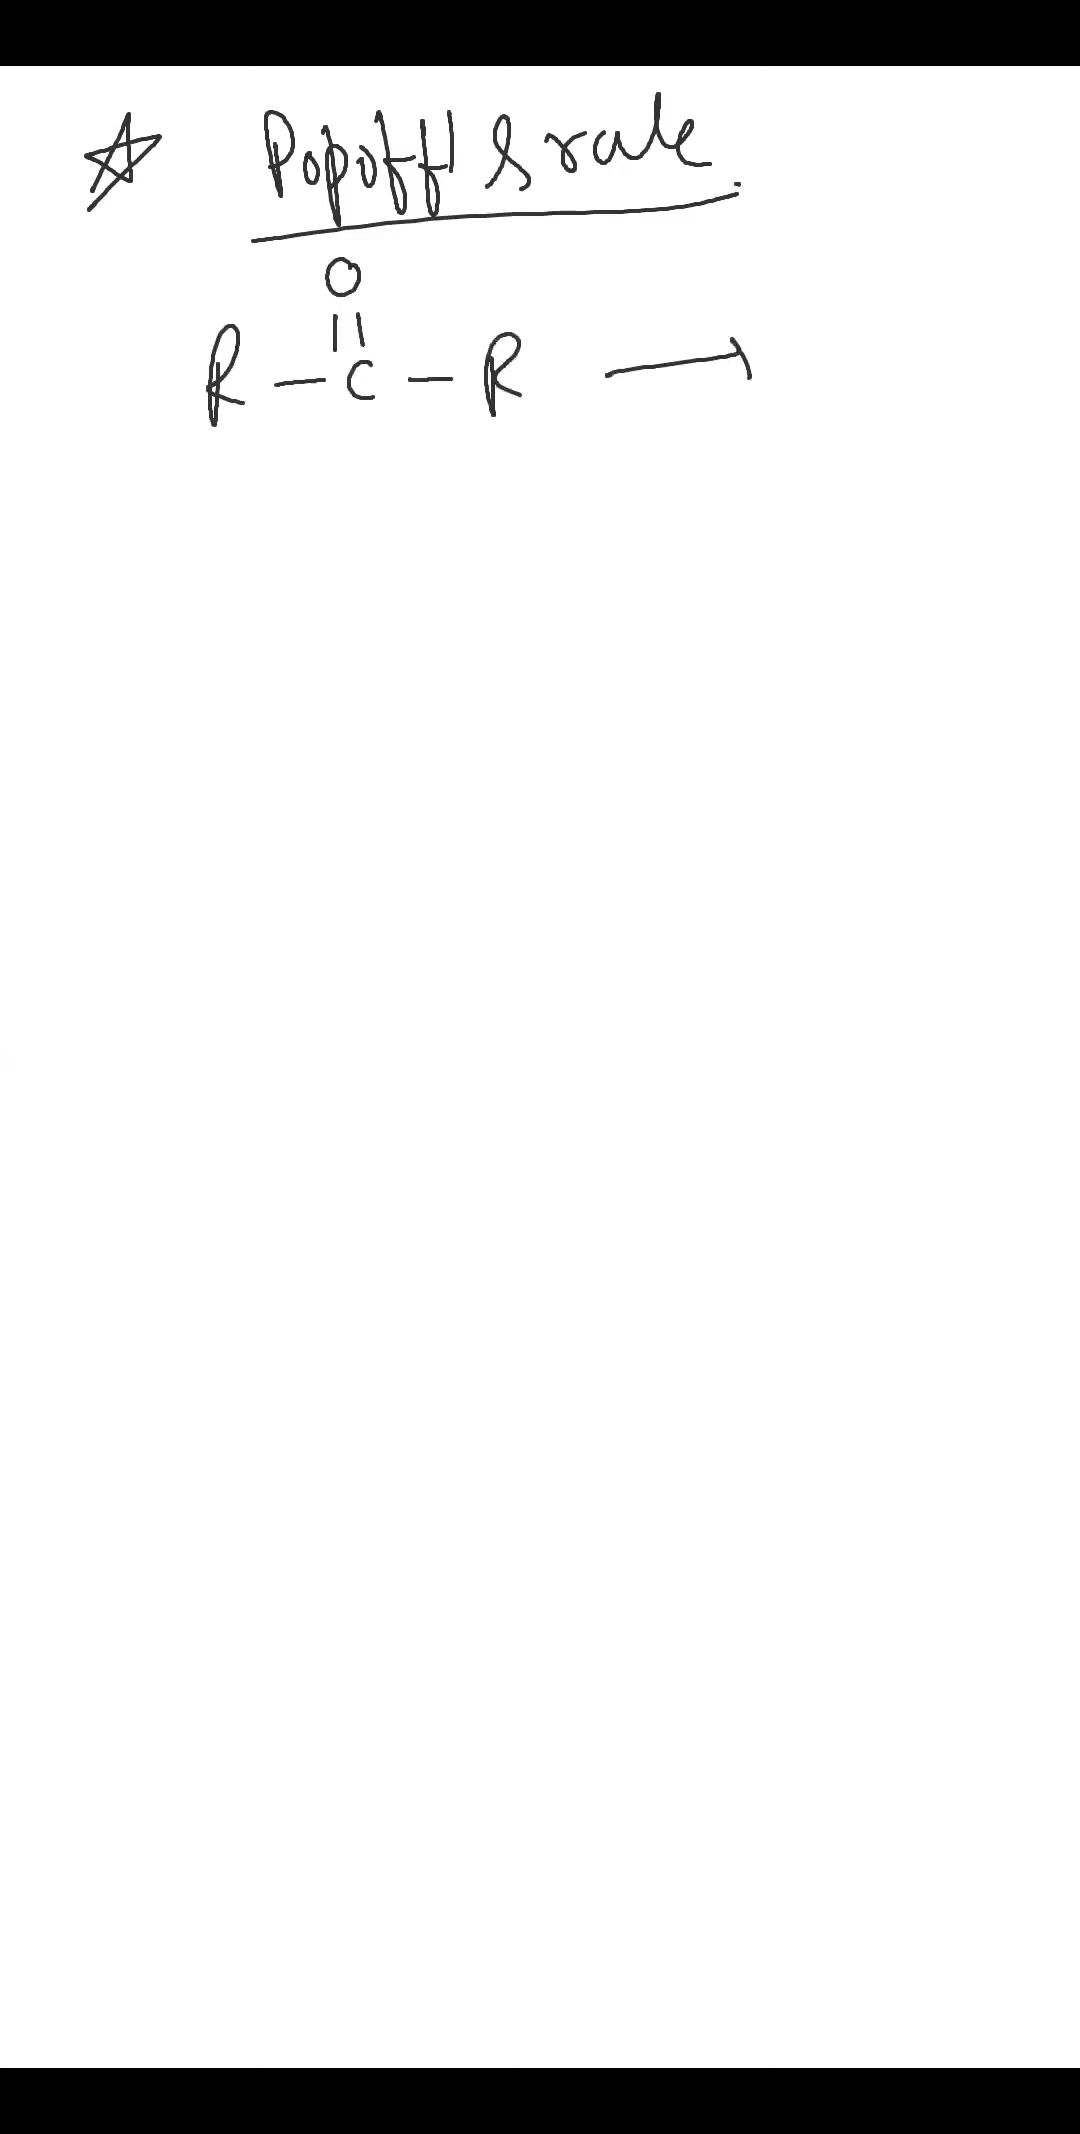 Popoff's rule
O
||
R - C - R →